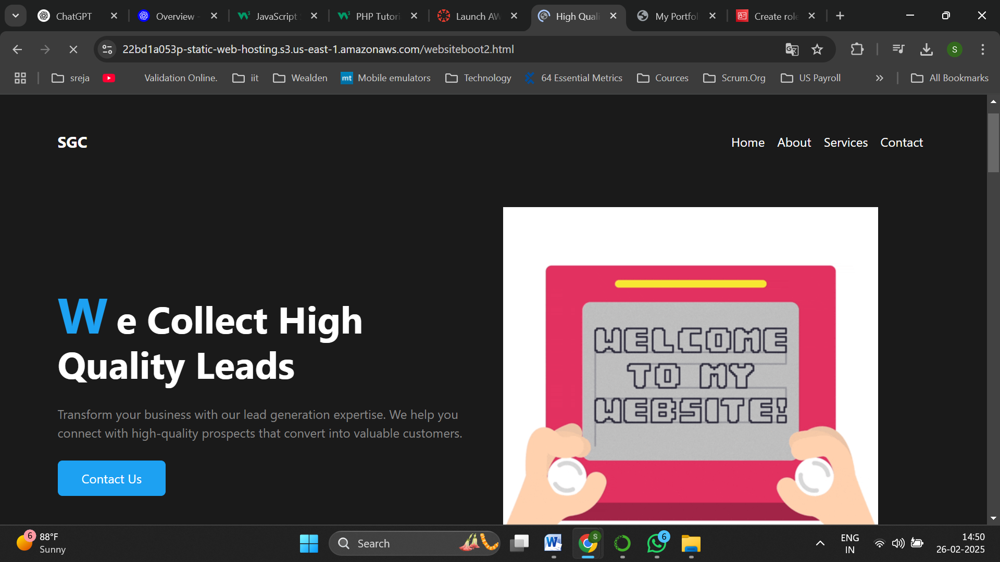 ChatGPT
Overview -
JavaScript
PHP Tutori
Launch AW
High Quali
My Portfol
Create role
22bd1a053p-static-web-hosting.s3.us-east-1.amazonaws.com/websiteboot2.html
S
sreja
Validation Online.
iit
Wealden
mt Mobile emulators
Technology
64 Essential Metrics
Cources
Scrum.Org
US Payroll
All Bookmarks
SGC
Home About Services Contact
We Collect High
Quality Leads
Transform your business with our lead generation expertise. We help you
connect with high-quality prospects that convert into valuable customers.
Contact Us
WELCOME
TO MY
WEBSITE!
6
88°F
Sunny
Search
W
S
6
ENG
IN
14:50
26-02-2025